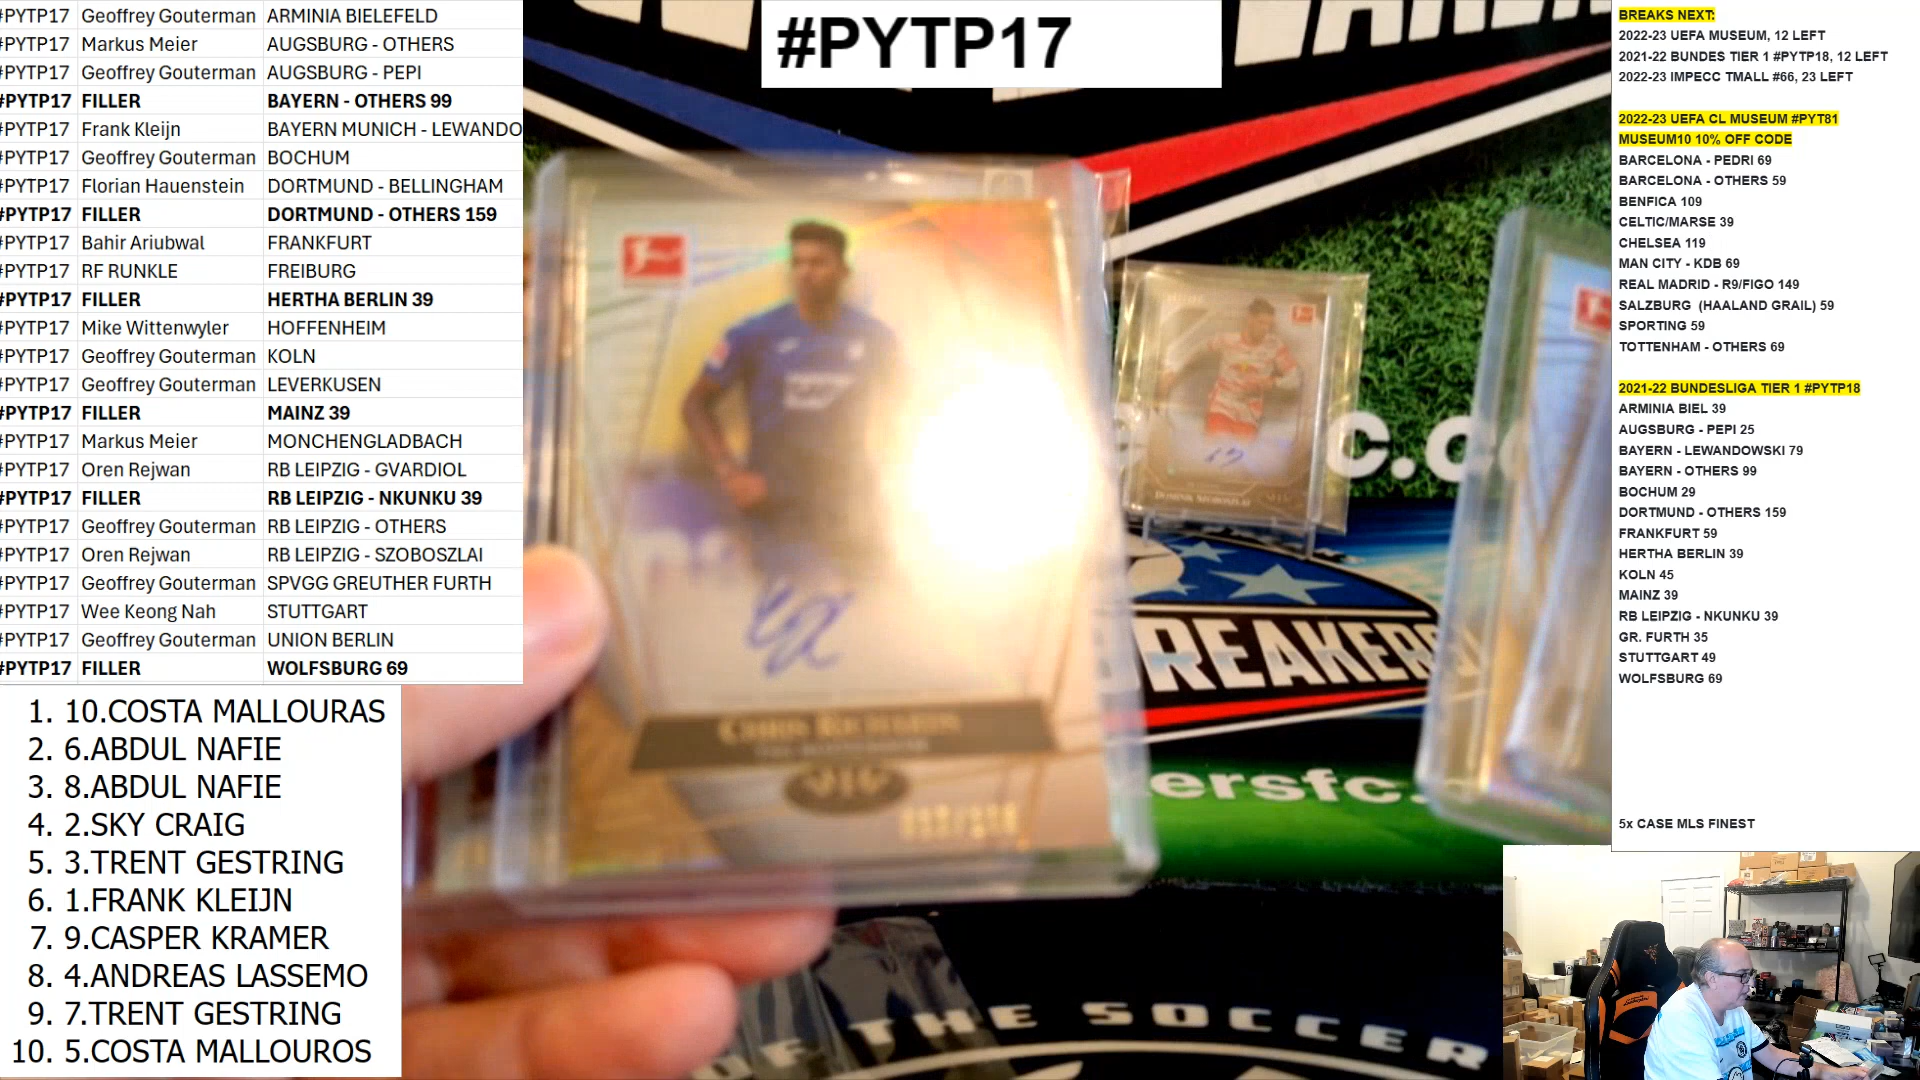 #PYTP17 Geoffrey Gouterman ARMINIA BIELEFELD
#PYTP17 Markus Meier AUGSBURG - OTHERS
#PYTP17 Geoffrey Gouterman AUGSBURG - PEPI
#PYTP17 FILLER BAYERN - OTHERS 99
#PYTP17 Frank Kleijn BAYERN MUNICH - LEWANDO
#PYTP17 Geoffrey Gouterman BOCHUM
#PYTP17 Florian Hauenstein DORTMUND - BELLINGHAM
#PYTP17 FILLER DORTMUND - OTHERS 159
#PYTP17 Bahir Ariubwal FRANKFURT
#PYTP17 RF RUNKLE FREIBURG
#PYTP17 FILLER HERTHA BERLIN 39
#PYTP17 Mike Wittenwyler HOFFENHEIM
#PYTP17 Geoffrey Gouterman KOLN
#PYTP17 Geoffrey Gouterman LEVERKUSEN
#PYTP17 FILLER MAINZ 39
#PYTP17 Markus Meier MONCHENGLADBACH
#PYTP17 Oren Rejwan RB LEIPZIG - GVARDIOL
#PYTP17 FILLER RB LEIPZIG - NKUNKU 39
#PYTP17 Geoffrey Gouterman RB LEIPZIG - OTHERS
#PYTP17 Oren Rejwan RB LEIPZIG - SZOBOSZLAI
#PYTP17 Geoffrey Gouterman SPVGG GREUTHER FURTH
#PYTP17 Wee Keong Nah STUTTGART
#PYTP17 Geoffrey Gouterman UNION BERLIN
#PYTP17 FILLER WOLFSBURG 69
1. 10.COSTA MALLOURAS
2. 6.ABDUL NAFIE
3. 8.ABDUL NAFIE
4. 2.SKY CRAIG
5. 3.TRENT GESTRING
6. 1.FRANK KLEIJN
7. 9.CASPER KRAMER
8. 4.ANDREAS LASSEMO
9. 7.TRENT GESTRING
10. 5.COSTA MALLOUROS
#PYTP17
CHRIS RICHARDS
DOMINIK SZOBOSZLAI
c.c
BREAKERS
ersfc.
OF THE SOCCER
BREAKS NEXT:
2022-23 UEFA MUSEUM, 12 LEFT
2021-22 BUNDES TIER 1 #PYTP18, 12 LEFT
2022-23 IMPECC TMALL #66, 23 LEFT
2022-23 UEFA CL MUSEUM #PYT81
MUSEUM10 10% OFF CODE
BARCELONA - PEDRI 69
BARCELONA - OTHERS 59
BENFICA 109
CELTIC/MARSE 39
CHELSEA 119
MAN CITY - KDB 69
REAL MADRID - R9/FIGO 149
SALZBURG (HAALAND GRAIL) 59
SPORTING 59
TOTTENHAM - OTHERS 69
2021-22 BUNDESLIGA TIER 1 #PYTP18
ARMINIA BIEL 39
AUGSBURG - PEPI 25
BAYERN - LEWANDOWSKI 79
BAYERN - OTHERS 99
BOCHUM 29
DORTMUND - OTHERS 159
FRANKFURT 59
HERTHA BERLIN 39
KOLN 45
MAINZ 39
RB LEIPZIG - NKUNKU 39
GR. FURTH 35
STUTTGART 49
WOLFSBURG 69
5x CASE MLS FINEST